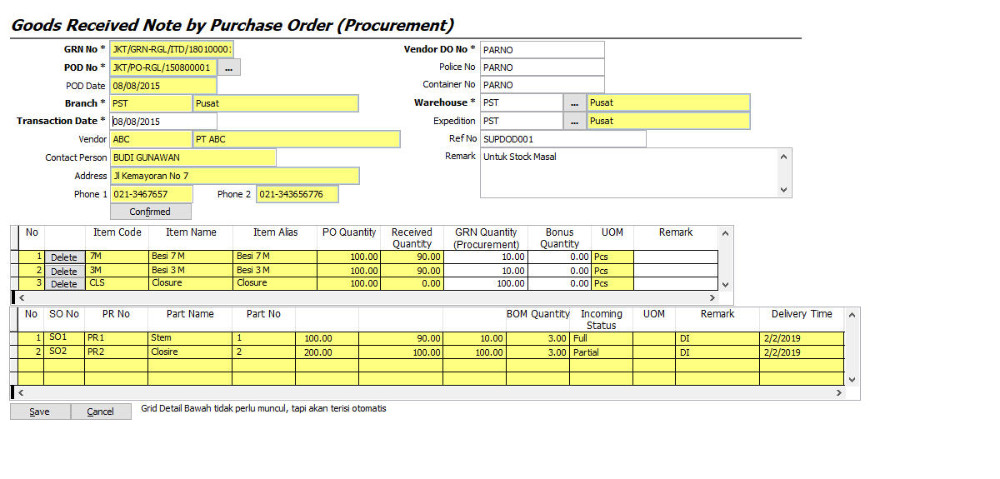 Goods Received Note by Purchase Order (Procurement)
GRN No * JKT/GRN-RGL/ITD/18010000: Vendor DO No * PARNO
POD No * JKT/PO-RGL/150800001 ... Police No PARNO
POD Date 08/08/2015 Container No PARNO
Branch * PST Pusat Warehouse * PST ... Pusat
Transaction Date * 08/08/2015 Expedition PST ... Pusat
Vendor ABC PT ABC Ref No SUPDOD001
Contact Person BUDI GUNAWAN Remark Untuk Stock Masal
Address Jl Kemayoran No 7
Phone 1 021-3467657 Phone 2 021-343656776
Confirmed
No Item Code Item Name Item Alias PO Quantity Received GRN Quantity Bonus UOM Remark
Quantity (Procurement) Quantity
1 Delete 7M Besi 7 M Besi 7 M 100.00 90.00 10.00 0.00 Pcs
2 Delete 3M Besi 3 M Besi 3 M 100.00 90.00 10.00 0.00 Pcs
3 Delete CLS Closure Closure 100.00 0.00 100.00 0.00 Pcs
No SO No PR No Part Name Part No BOM Quantity Incoming UOM Remark Delivery Time
Status
1 SO1 PR1 Stem 1 100.00 90.00 10.00 3.00 Full DI 2/2/2019
2 SO2 PR2 Closire 2 200.00 100.00 100.00 3.00 Partial DI 2/2/2019
Save Cancel Grid Detail Bawah tidak perlu muncul, tapi akan terisi otomatis